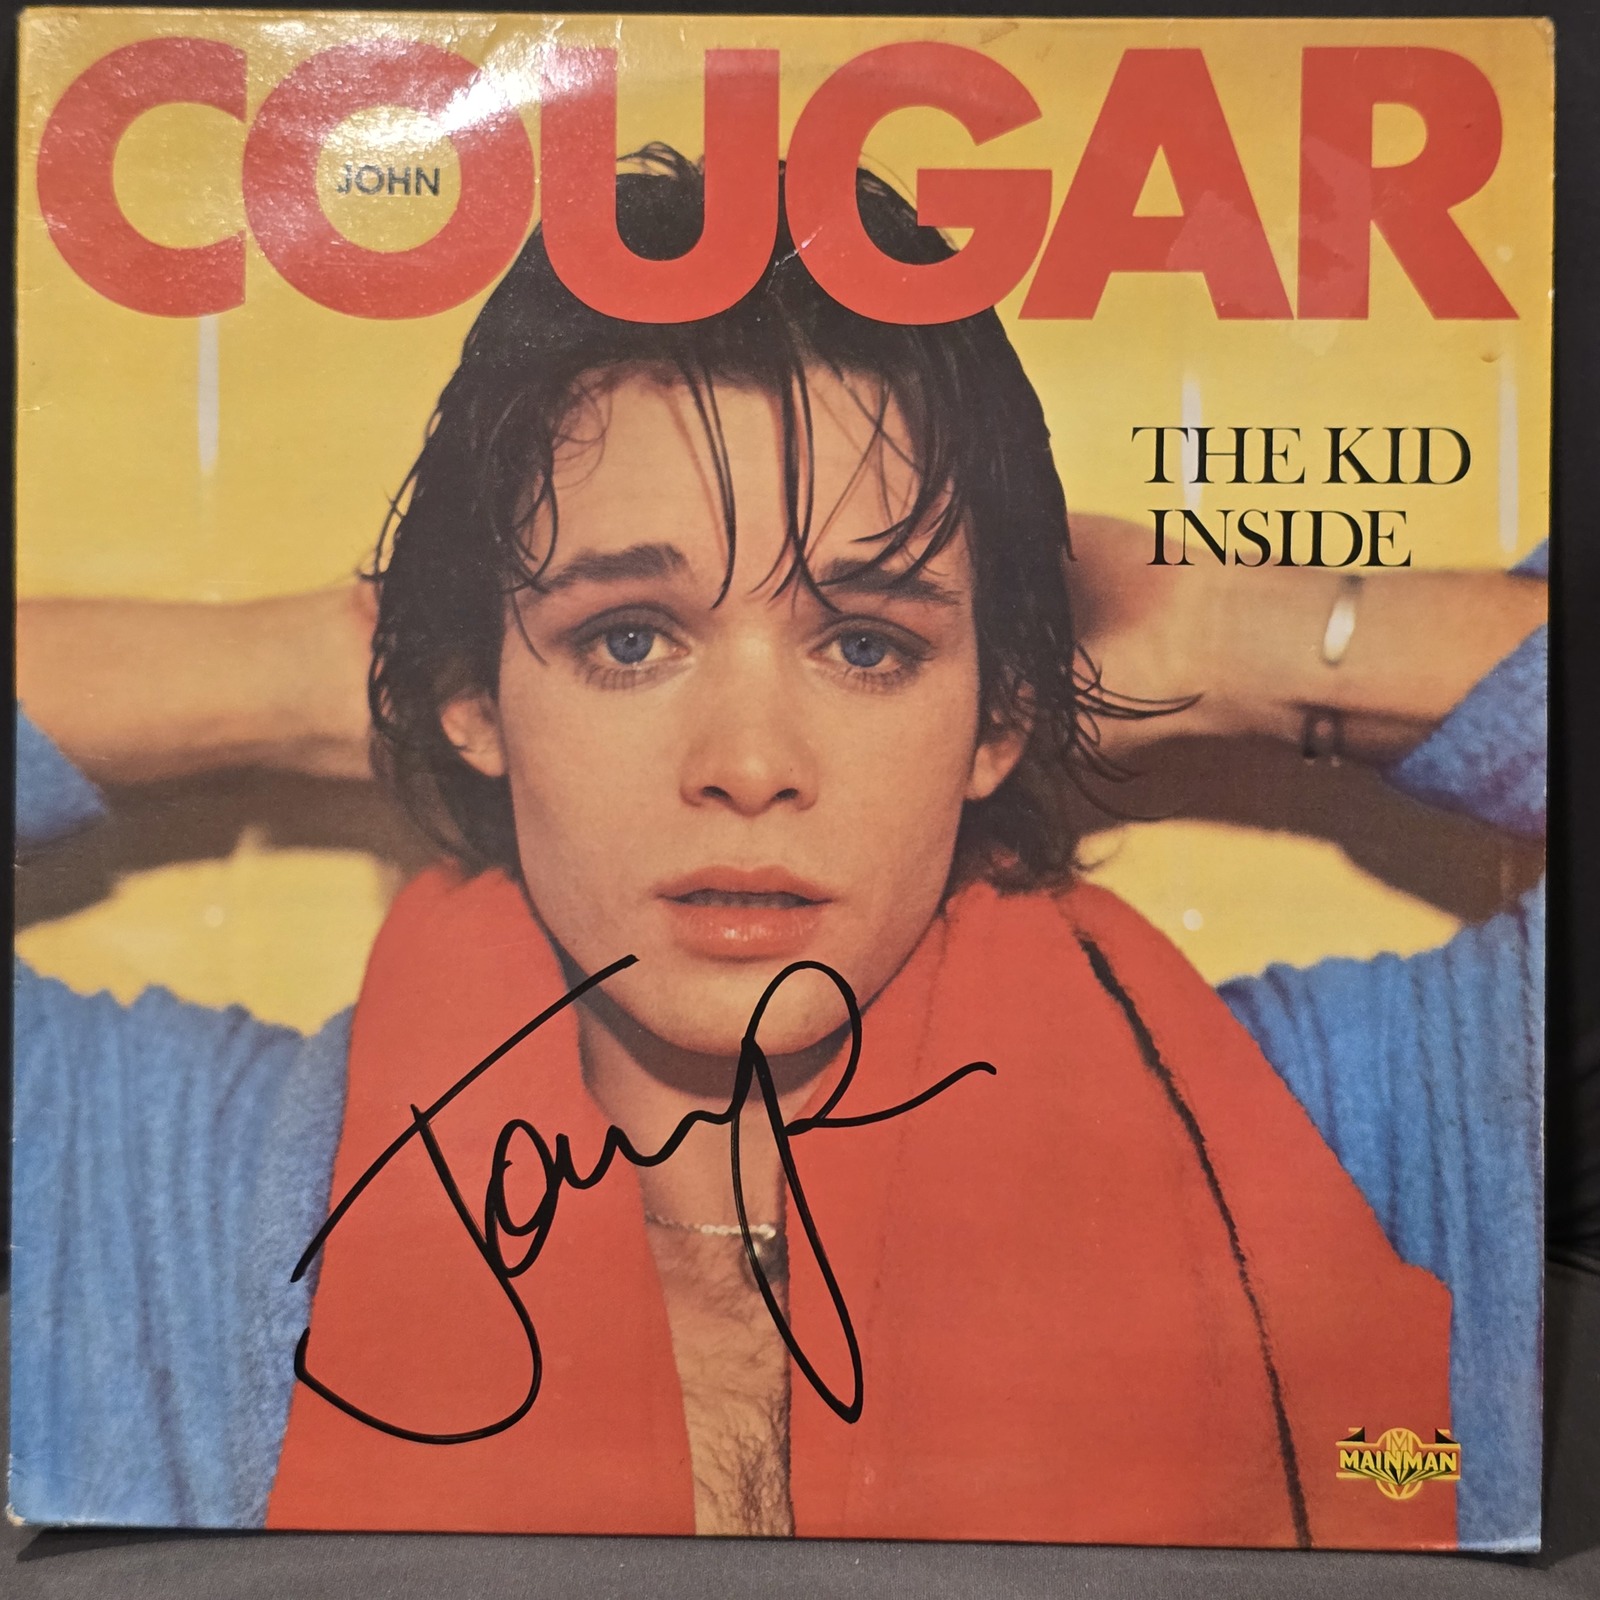 COUGAR
JOHN
THE KID
INSIDE
MAINMAN